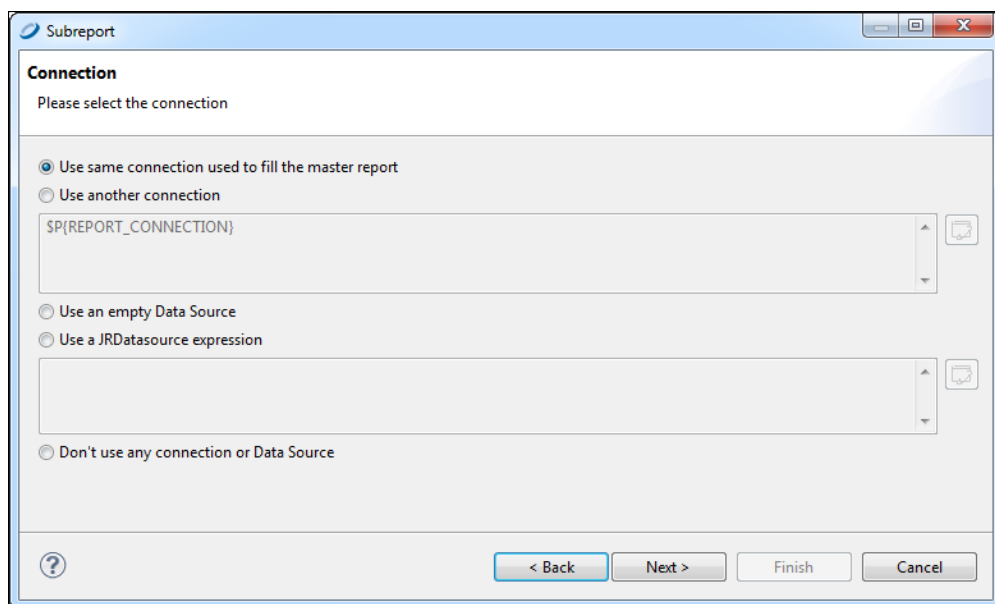 Subreport
Connection
Please select the connection
Use same connection used to fill the master report
Use another connection
$P{REPORT_CONNECTION}
Use an empty Data Source
Use a JRDatasource expression
Don't use any connection or Data Source
?
< Back Next > Finish Cancel